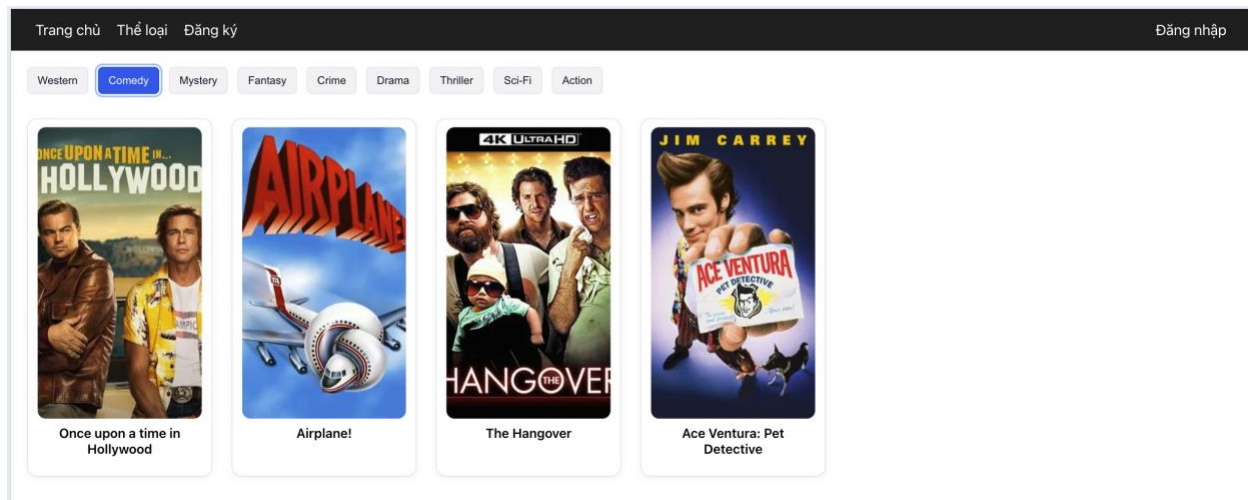 Trang chủ Thể loại Đăng ký Đăng nhập
Western Comedy Mystery Fantasy Crime Drama Thriller Sci-Fi Action
ONCE UPON A TIME IN...
HOLLYWOOD
AIRPLANE!
4K ULTRA HD
THE HANGOVER
JIM CARREY
ACE VENTURA
PET DETECTIVE
Once upon a time in
Hollywood
Airplane!
The Hangover
Ace Ventura: Pet
Detective